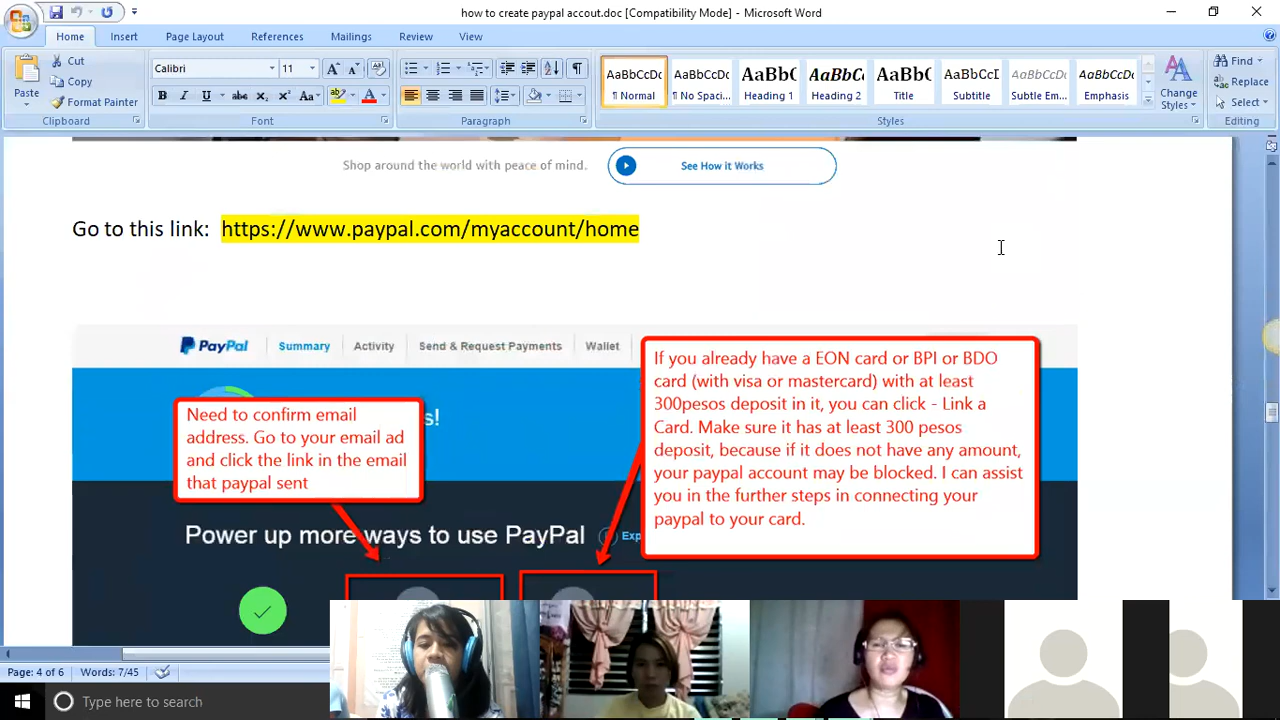 how to create paypal accout.doc [Compatibility Mode] - Microsoft Word
Home Insert Page Layout References Mailings Review View
Paste
Cut
Copy
Format Painter
Clipboard
Calibri 11
B I U abc x₂ x² Aa
Font
Paragraph
AaBbCcDc AaBbCcDc AaBbC AaBbCc AaBbC AaBbCcI AaBbCcDc AaBbCcDc
¶ Normal ¶ No Spaci... Heading 1 Heading 2 Title Subtitle Subtle Em... Emphasis
Styles
Change Styles
Find
Replace
Select
Editing
Shop around the world with peace of mind. See How it Works
Go to this link: https://www.paypal.com/myaccount/home
PayPal Summary Activity Send & Request Payments Wallet
s!
Need to confirm email
address. Go to your email ad
and click the link in the email
that paypal sent
If you already have a EON card or BPI or BDO
card (with visa or mastercard) with at least
300pesos deposit in it, you can click - Link a
Card. Make sure it has at least 300 pesos
deposit, because if it does not have any amount,
your paypal account may be blocked. I can assist
you in the further steps in connecting your
paypal to your card.
Power up more ways to use PayPal Exp
Page: 4 of 6 Words: 7/45
Type here to search